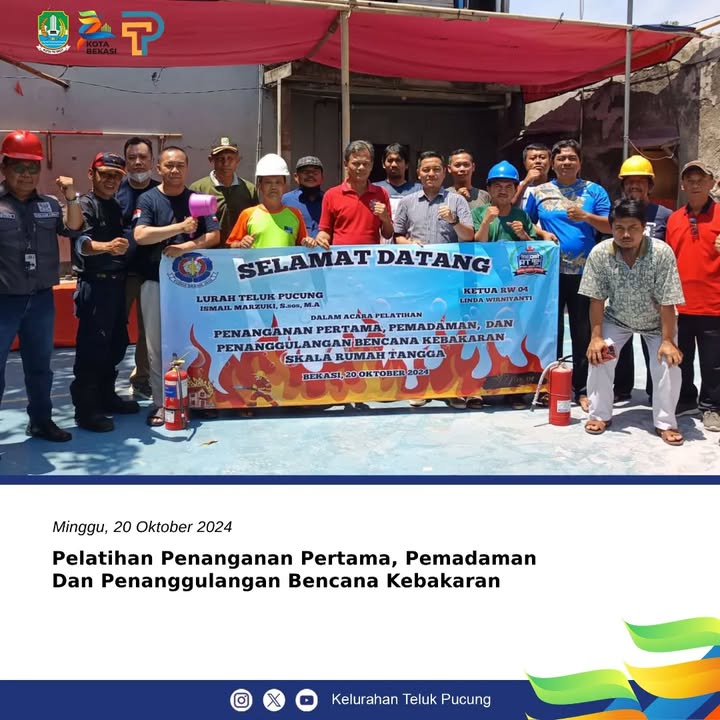 KOTA
BEKASI
SELAMAT DATANG
LURAH TELUK PUCUNG
ISMAIL MARZUKI, S.sos, M.A
KETUA RW 04
LINDA WIRNIYANTI
DALAM ACARA PELATIHAN
PENANGANAN PERTAMA, PEMADAMAN, DAN
PENANGGULANGAN BENCANA KEBAKARAN
SKALA RUMAH TANGGA
BEKASI, 20 OKTOBER 2024
Minggu, 20 Oktober 2024
Pelatihan Penanganan Pertama, Pemadaman
Dan Penanggulangan Bencana Kebakaran
Kelurahan Teluk Pucung